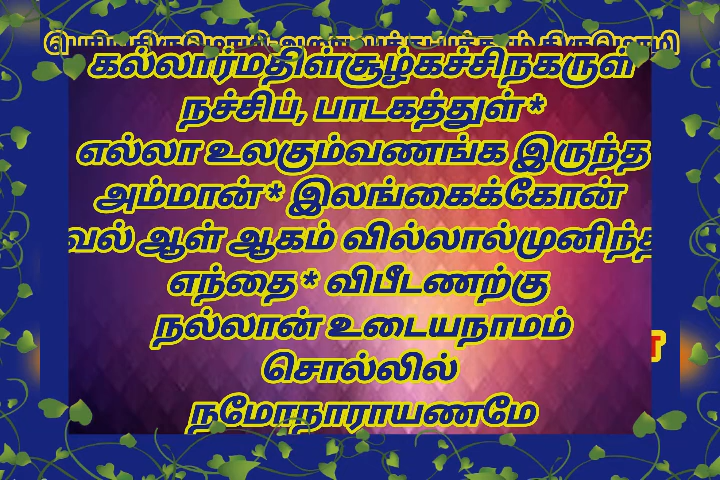 கல்லார்மதிள்சூழ்கச்சிநகருள்
நச்சிப், பாடகத்துள்*
எல்லா உலகும்வணங்க இருந்த
அம்மான்* இலங்கைக்கோன்
வல் ஆள் ஆகம் வில்லால்முனிந்த
எந்தை* விபீடணற்கு
நல்லான் உடையநாமம்
சொல்லில்
நமோநாராயணமே